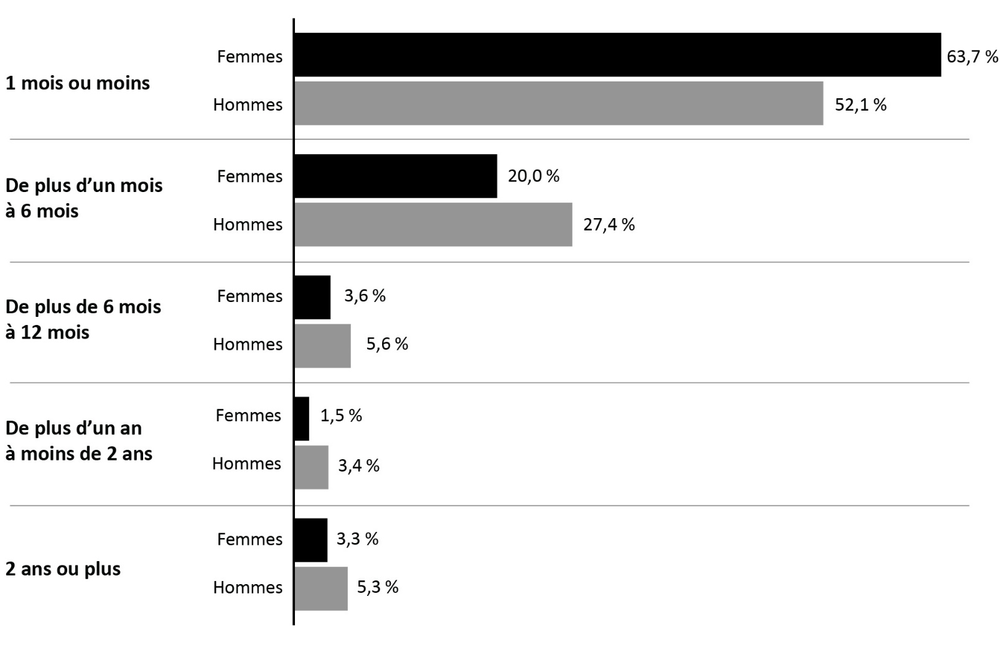 1 mois ou moins
Femmes
63,7 %
Hommes
52,1 %
De plus d’un mois
à 6 mois
Femmes
20,0 %
Hommes
27,4 %
De plus de 6 mois
à 12 mois
Femmes
3,6 %
Hommes
5,6 %
De plus d’un an
à moins de 2 ans
Femmes
1,5 %
Hommes
3,4 %
2 ans ou plus
Femmes
3,3 %
Hommes
5,3 %